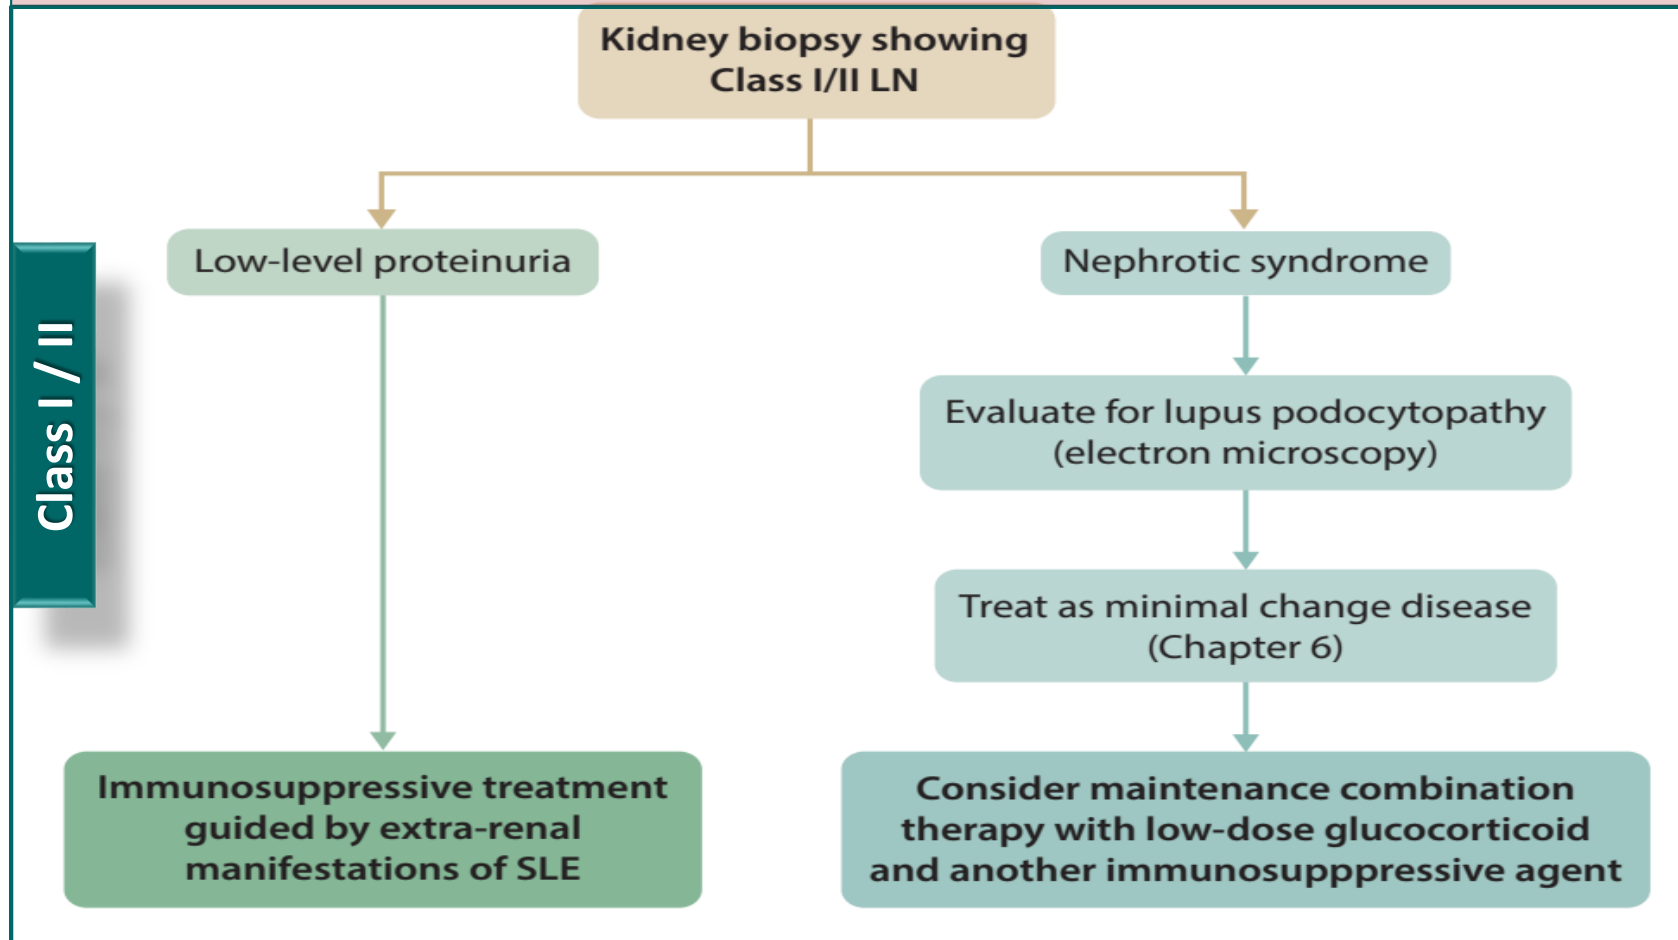 Kidney biopsy showing
Class I/II LN
Low-level proteinuria
Nephrotic syndrome
Class I / II
Evaluate for lupus podocytopathy
(electron microscopy)
Treat as minimal change disease
(Chapter 6)
Immunosuppressive treatment
guided by extra-renal
manifestations of SLE
Consider maintenance combination
therapy with low-dose glucocorticoid
and another immunosupppressive agent